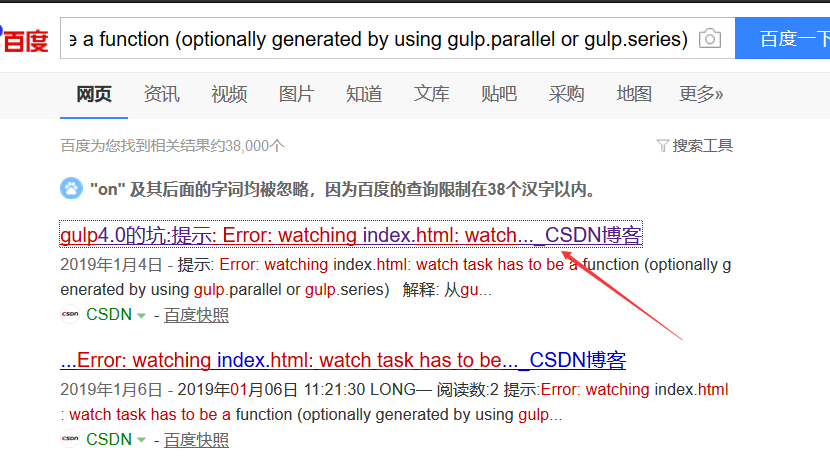 百度 e a function (optionally generated by using gulp.parallel or gulp.series) 百度一下
网页 资讯 视频 图片 知道 文库 贴吧 采购 地图 更多»
百度为您找到相关结果约38,000个 搜索工具
"on" 及其后面的字词均被忽略，因为百度的查询限制在38个汉字以内。
gulp4.0的坑:提示: Error: watching index.html: watch..._CSDN博客
2019年1月4日 - 提示: Error: watching index.html: watch task has to be a function (optionally g
enerated by using gulp.parallel or gulp.series) 解释: 从gu...
CSDN CSDN - 百度快照
...Error: watching index.html: watch task has to be..._CSDN博客
2019年1月6日 - 2019年01月06日 11:21:30 LONG— 阅读数:2 提示:Error: watching index.html
: watch task has to be a function (optionally generated by using gulp...
CSDN CSDN - 百度快照